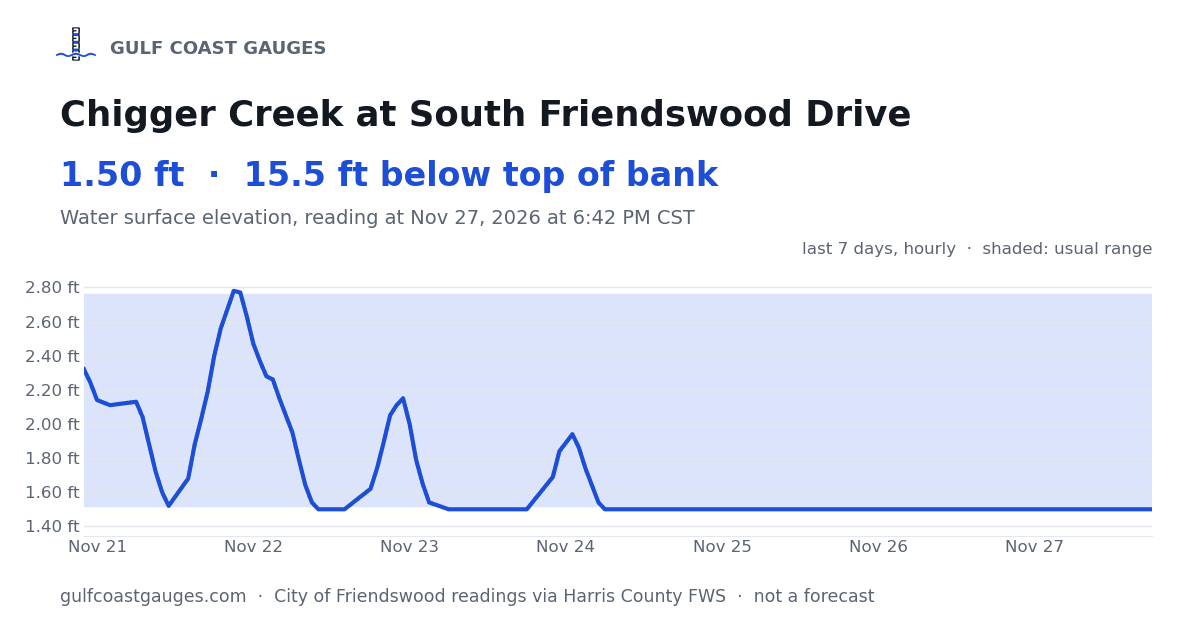 GULF COAST GAUGES
Chigger Creek at South Friendswood Drive
1.50 ft · 15.5 ft below top of bank
Water surface elevation, reading at Nov 27, 2026 at 6:42 PM CST
last 7 days, hourly · shaded: usual range
2.80 ft
2.60 ft
2.40 ft
2.20 ft
2.00 ft
1.80 ft
1.60 ft
1.40 ft
Nov 21 Nov 22 Nov 23 Nov 24 Nov 25 Nov 26 Nov 27
gulfcoastgauges.com · City of Friendswood readings via Harris County FWS · not a forecast